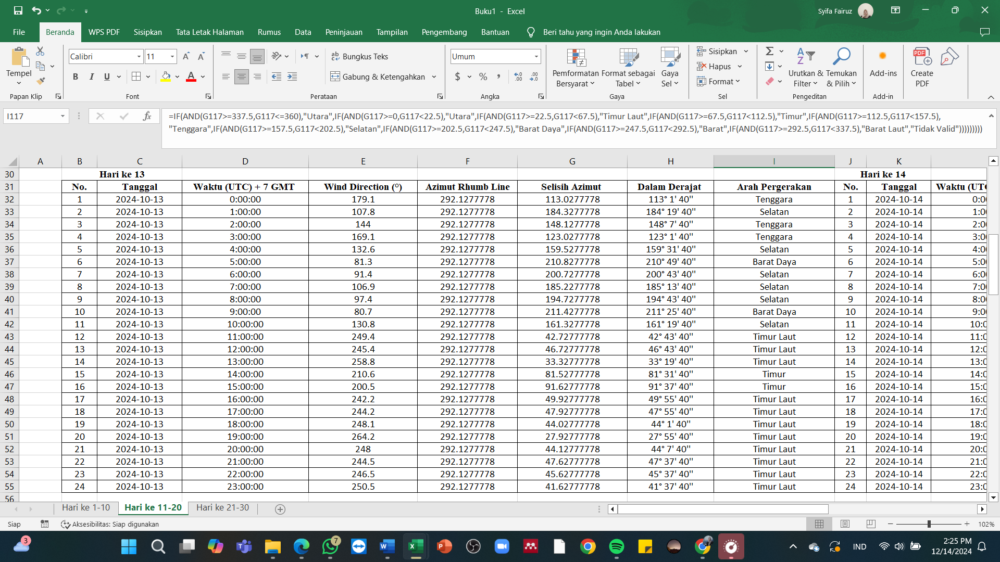 Buku1 - Excel
Syifa Fairuz
File Beranda WPS PDF Sisipkan Tata Letak Halaman Rumus Data Peninjauan Tampilan Pengembang Bantuan Beri tahu yang ingin Anda lakukan
Tempel
Papan Klip
Calibri 11
B I U
Font
Bungkus Teks
Gabung & Ketengahkan
Perataan
Umum
$ % ,
Angka
Pemformatan Bersyarat
Format sebagai Tabel
Gaya Sel
Gaya
Sisipkan
Hapus
Format
Sel
Urutkan & Filter
Temukan & Pilih
Pengeditan
Add-ins
Add-in
Create PDF
I117
fx
=IF(AND(G117>=337.5,G117<=360),"Utara",IF(AND(G117>=0,G117<22.5),"Utara",IF(AND(G117>=22.5,G117<67.5),"Timur Laut",IF(AND(G117>=67.5,G117<112.5),"Timur",IF(AND(G117>=112.5,G117<157.5),
"Tenggara",IF(AND(G117>=157.5,G117<202.5),"Selatan",IF(AND(G117>=202.5,G117<247.5),"Barat Daya",IF(AND(G117>=247.5,G117<292.5),"Barat",IF(AND(G117>=292.5,G117<337.5),"Barat Laut","Tidak Valid")))))))))
A B C D E F G H I J K
30 Hari ke 13 Hari ke 14
31 No. Tanggal Waktu (UTC) + 7 GMT Wind Direction (°) Azimut Rhumb Line Selisih Azimut Dalam Derajat Arah Pergerakan No. Tanggal Waktu (UT
32 1 2024-10-13 0:00:00 179.1 292.1277778 113.0277778 113° 1' 40" Tenggara 1 2024-10-14 0:0
33 2 2024-10-13 1:00:00 107.8 292.1277778 184.3277778 184° 19' 40" Selatan 2 2024-10-14 1:0
34 3 2024-10-13 2:00:00 144 292.1277778 148.1277778 148° 7' 40" Tenggara 3 2024-10-14 2:0
35 4 2024-10-13 3:00:00 169.1 292.1277778 123.0277778 123° 1' 40" Tenggara 4 2024-10-14 3:0
36 5 2024-10-13 4:00:00 132.6 292.1277778 159.5277778 159° 31' 40" Selatan 5 2024-10-14 4:0
37 6 2024-10-13 5:00:00 81.3 292.1277778 210.8277778 210° 49' 40" Barat Daya 6 2024-10-14 5:0
38 7 2024-10-13 6:00:00 91.4 292.1277778 200.7277778 200° 43' 40" Selatan 7 2024-10-14 6:0
39 8 2024-10-13 7:00:00 106.9 292.1277778 185.2277778 185° 13' 40" Selatan 8 2024-10-14 7:0
40 9 2024-10-13 8:00:00 97.4 292.1277778 194.7277778 194° 43' 40" Selatan 9 2024-10-14 8:0
41 10 2024-10-13 9:00:00 80.7 292.1277778 211.4277778 211° 25' 40" Barat Daya 10 2024-10-14 9:0
42 11 2024-10-13 10:00:00 130.8 292.1277778 161.3277778 161° 19' 40" Selatan 11 2024-10-14 10:0
43 12 2024-10-13 11:00:00 249.4 292.1277778 42.72777778 42° 43' 40" Timur Laut 12 2024-10-14 11:0
44 13 2024-10-13 12:00:00 245.4 292.1277778 46.72777778 46° 43' 40" Timur Laut 13 2024-10-14 12:0
45 14 2024-10-13 13:00:00 258.8 292.1277778 33.32777778 33° 19' 40" Timur Laut 14 2024-10-14 13:0
46 15 2024-10-13 14:00:00 210.6 292.1277778 81.52777778 81° 31' 40" Timur 15 2024-10-14 14:0
47 16 2024-10-13 15:00:00 200.5 292.1277778 91.62777778 91° 37' 40" Timur 16 2024-10-14 15:0
48 17 2024-10-13 16:00:00 242.2 292.1277778 49.92777778 49° 55' 40" Timur Laut 17 2024-10-14 16:0
49 18 2024-10-13 17:00:00 244.2 292.1277778 47.92777778 47° 55' 40" Timur Laut 18 2024-10-14 17:0
50 19 2024-10-13 18:00:00 248.1 292.1277778 44.02777778 44° 1' 40" Timur Laut 19 2024-10-14 18:0
51 20 2024-10-13 19:00:00 264.2 292.1277778 27.92777778 27° 55' 40" Timur Laut 20 2024-10-14 19:0
52 21 2024-10-13 20:00:00 248 292.1277778 44.12777778 44° 7' 40" Timur Laut 21 2024-10-14 20:0
53 22 2024-10-13 21:00:00 244.5 292.1277778 47.62777778 47° 37' 40" Timur Laut 22 2024-10-14 21:0
54 23 2024-10-13 22:00:00 246.5 292.1277778 45.62777778 45° 37' 40" Timur Laut 23 2024-10-14 22:0
55 24 2024-10-13 23:00:00 250.5 292.1277778 41.62777778 41° 37' 40" Timur Laut 24 2024-10-14 23:0
56
Hari ke 1-10 Hari ke 11-20 Hari ke 21-30
Siap Aksesibilitas: Siap digunakan 102%
3 7 IND 2:25 PM
12/14/2024